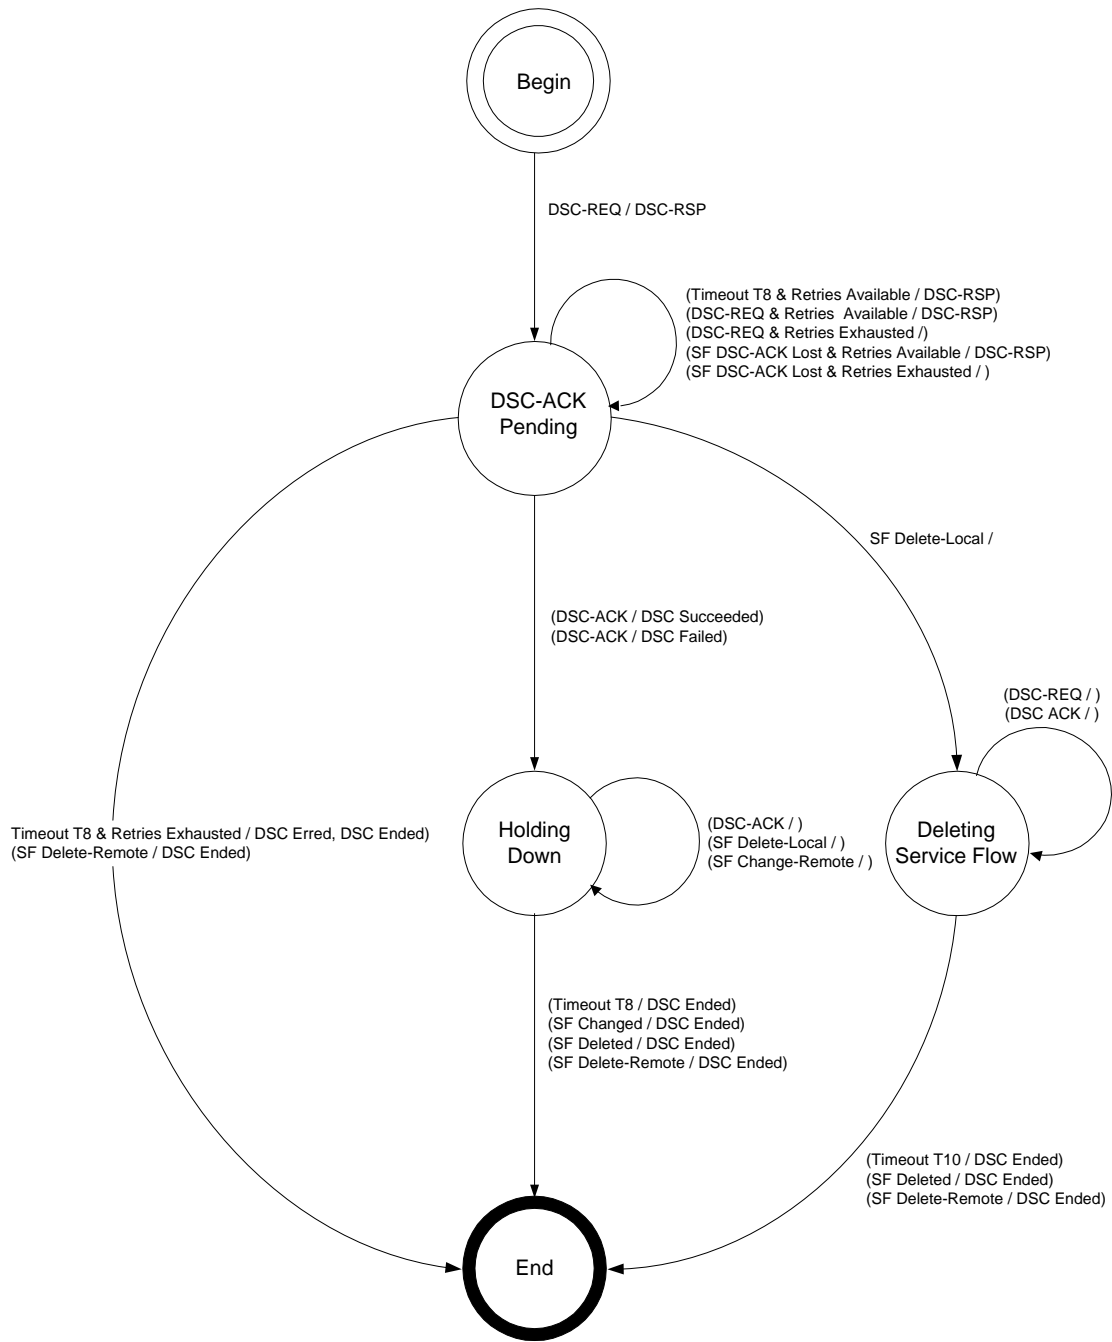 Begin
DSC-REQ / DSC-RSP
(Timeout T8 & Retries Available / DSC-RSP)
(DSC-REQ & Retries  Available / DSC-RSP)
(DSC-REQ & Retries Exhausted /)
(SF DSC-ACK Lost & Retries Available / DSC-RSP)
(SF DSC-ACK Lost & Retries Exhausted / )
DSC-ACK
Pending
SF Delete-Local /
(DSC-ACK / DSC Succeeded)
(DSC-ACK / DSC Failed)
(DSC-REQ / )
(DSC ACK / )
Timeout T8 & Retries Exhausted / DSC Erred, DSC Ended)
(SF Delete-Remote / DSC Ended)
Holding
Down
(DSC-ACK / )
(SF Delete-Local / )
(SF Change-Remote / )
Deleting
Service Flow
(Timeout T8 / DSC Ended)
(SF Changed / DSC Ended)
(SF Deleted / DSC Ended)
(SF Delete-Remote / DSC Ended)
(Timeout T10 / DSC Ended)
(SF Deleted / DSC Ended)
(SF Delete-Remote / DSC Ended)
End